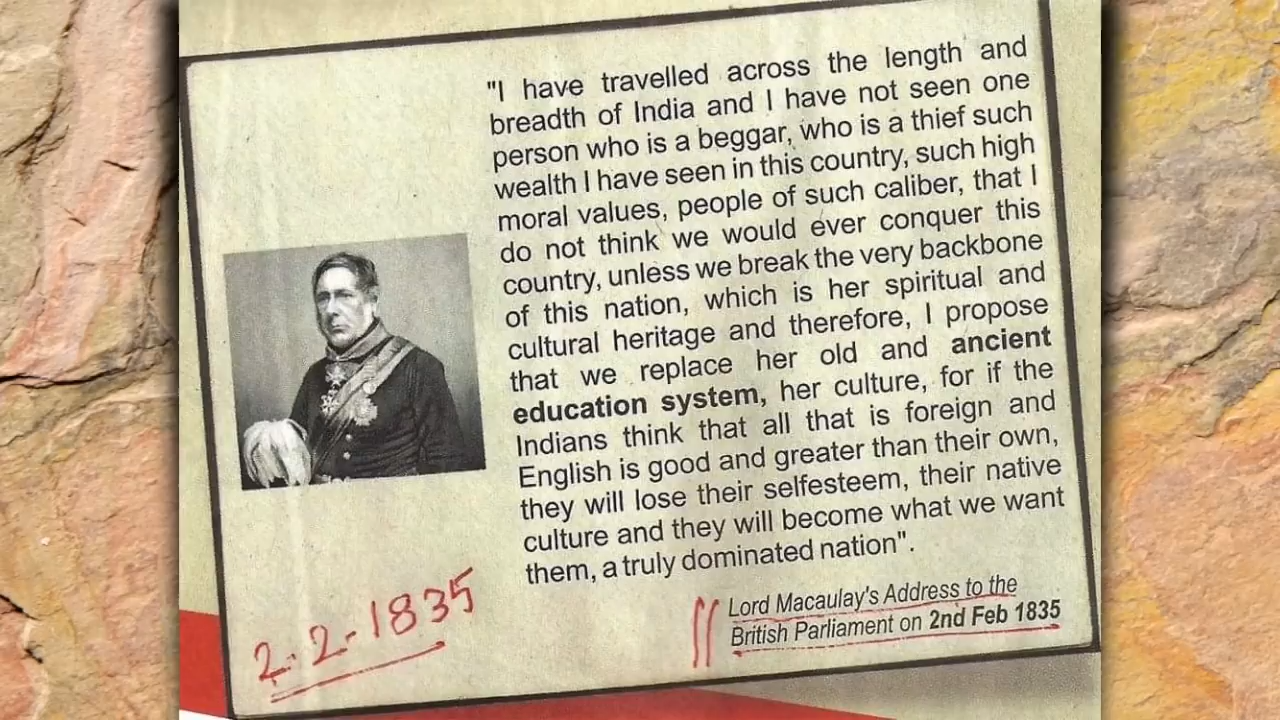 "I have travelled across the length and
breadth of India and I have not seen one
person who is a beggar, who is a thief such
wealth I have seen in this country, such high
moral values, people of such caliber, that I
do not think we would ever conquer this
country, unless we break the very backbone
of this nation, which is her spiritual and
cultural heritage and therefore, I propose
that we replace her old and ancient
education system, her culture, for if the
Indians think that all that is foreign and
English is good and greater than their own,
they will lose their selfesteem, their native
culture and they will become what we want
them, a truly dominated nation".
Lord Macaulay's Address to the
British Parliament on 2nd Feb 1835
2-2-1835